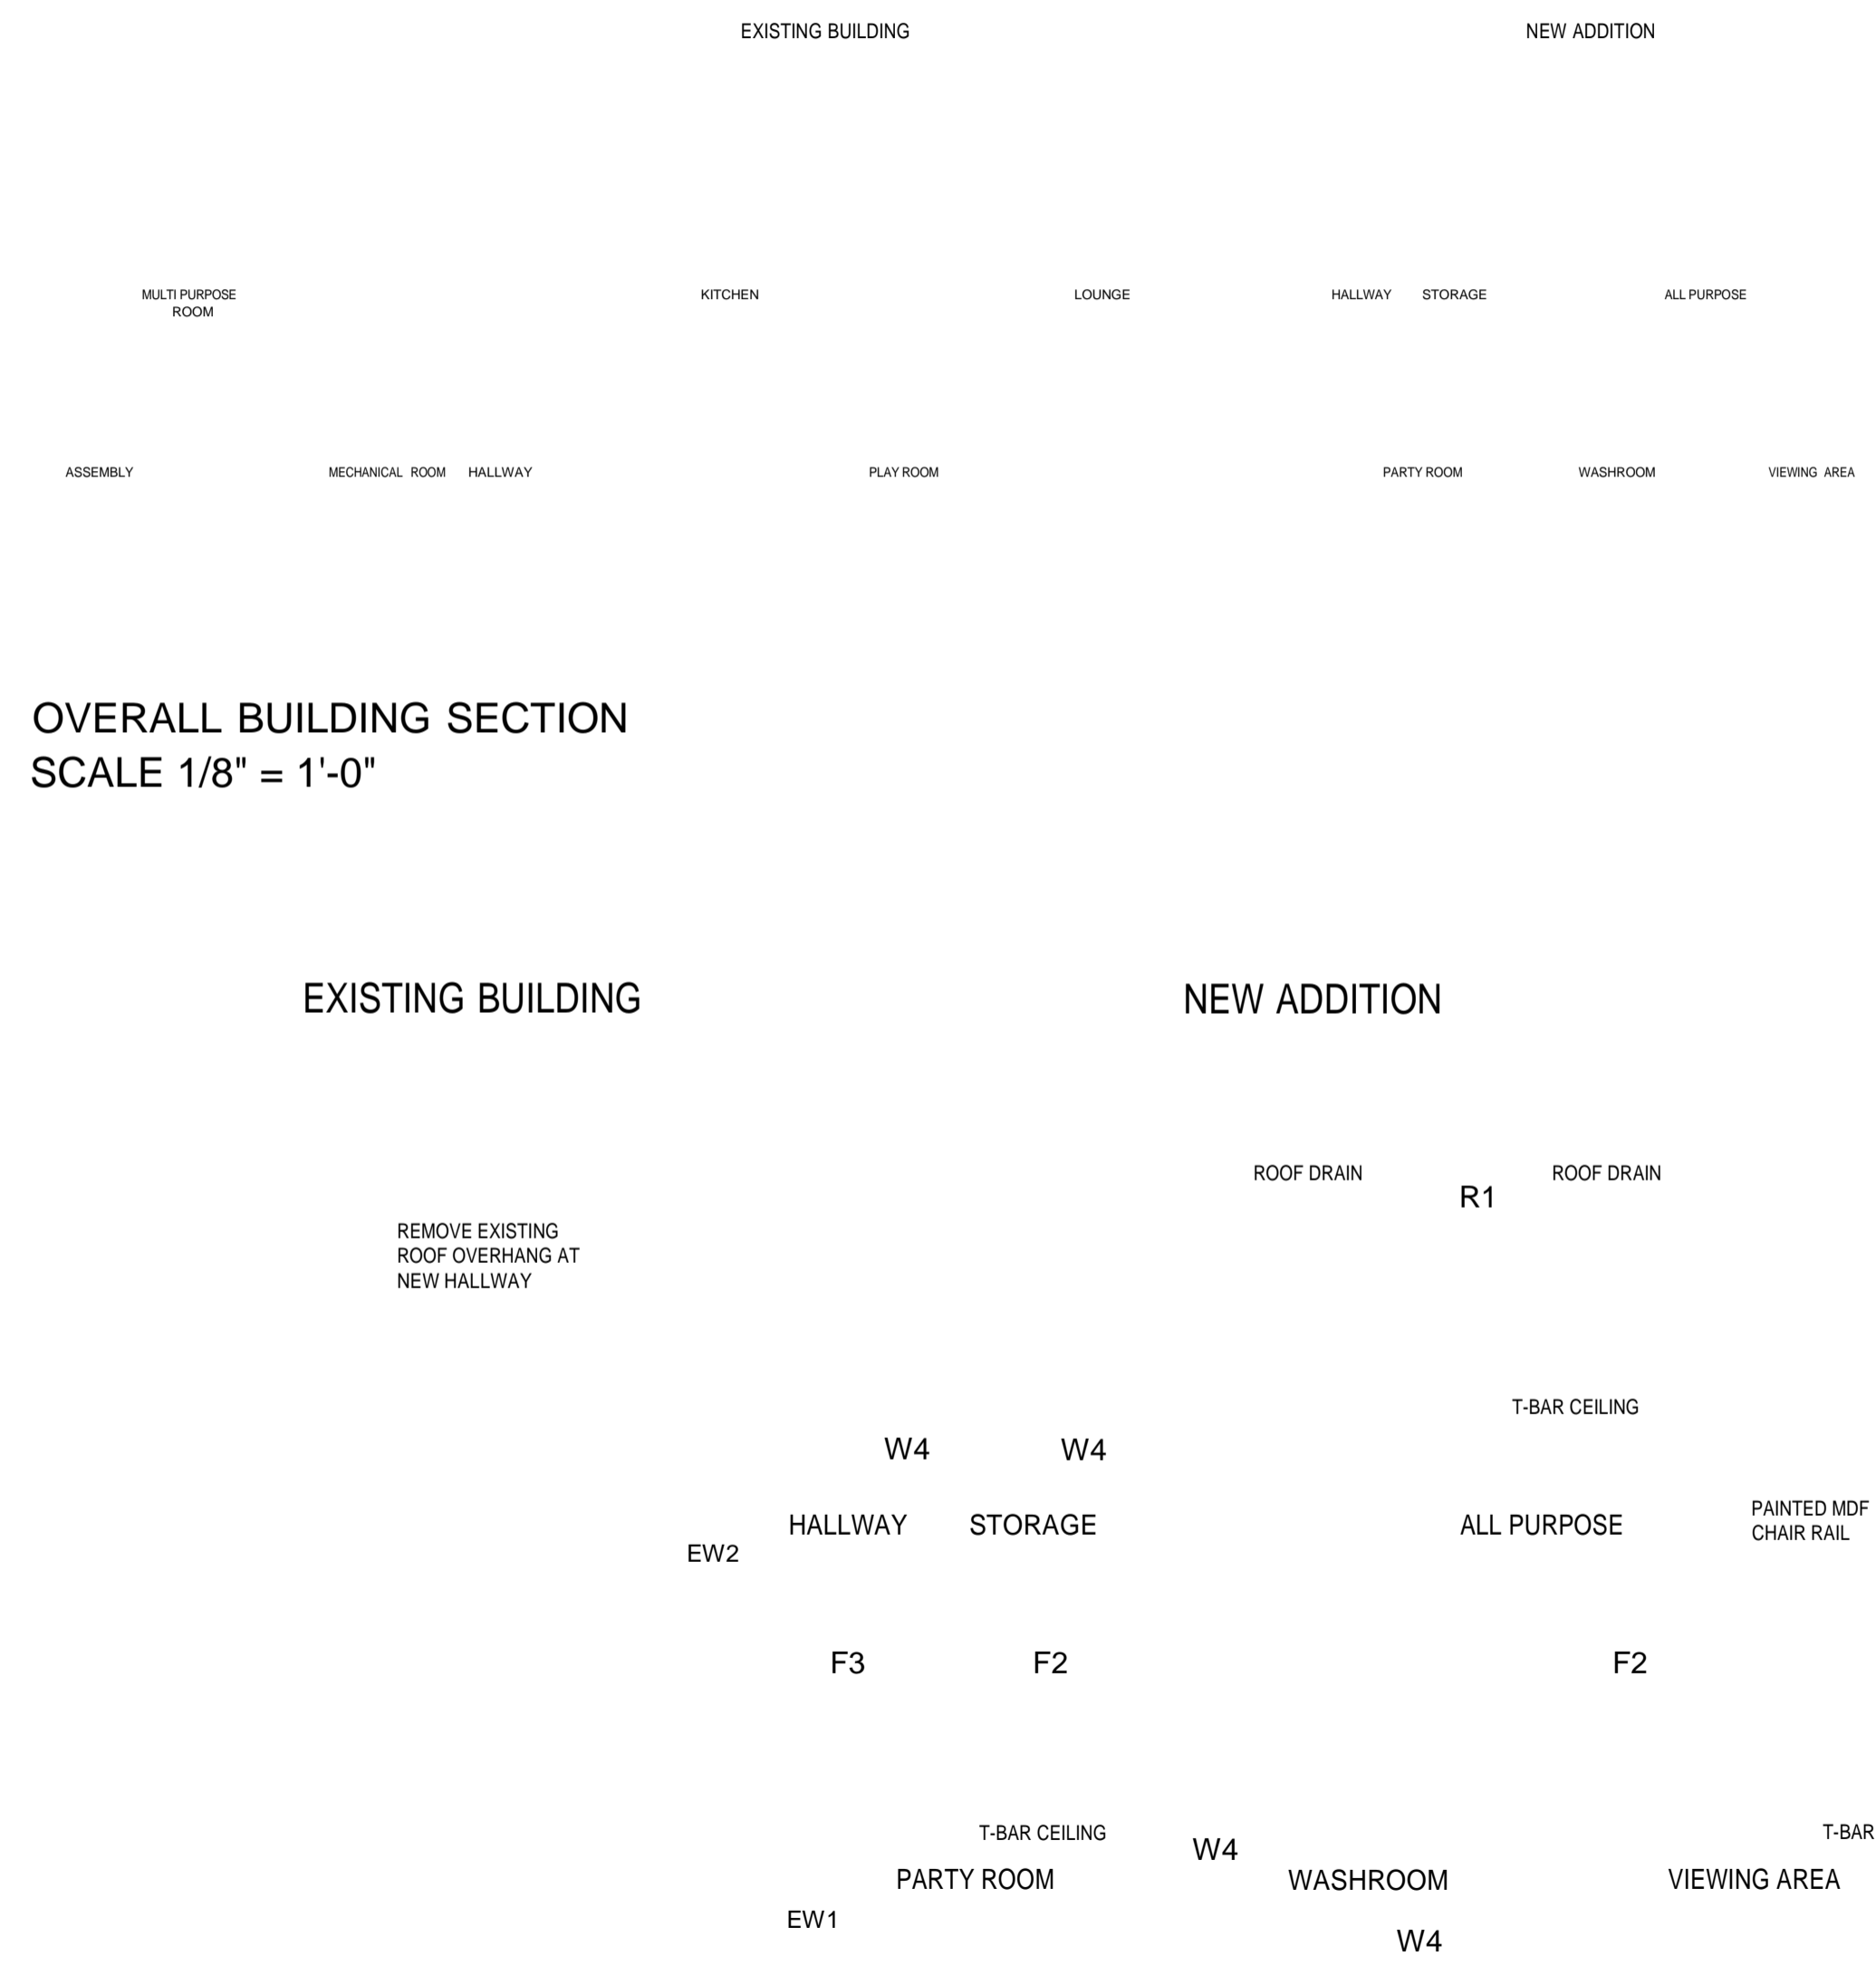 EXISTING BUILDING NEW ADDITION
MULTI PURPOSE KITCHEN LOUNGE HALLWAY STORAGE ALL PURPOSE
ROOM
ASSEMBLY MECHANICAL ROOM HALLWAY PLAY ROOM PARTY ROOM WASHROOM VIEWING AREA
OVERALL BUILDING SECTION
SCALE 1/8" = 1'-0"
EXISTING BUILDING NEW ADDITION
ROOF DRAIN ROOF DRAIN
R1
REMOVE EXISTING
ROOF OVERHANG AT
NEW HALLWAY
T-BAR CEILING
W4 W4
PAINTED MDF
CHAIR RAIL
HALLWAY STORAGE ALL PURPOSE
EW2
F3 F2 F2
T-BAR CEILING T-BAR
W4
PARTY ROOM WASHROOM VIEWING AREA
EW1
W4